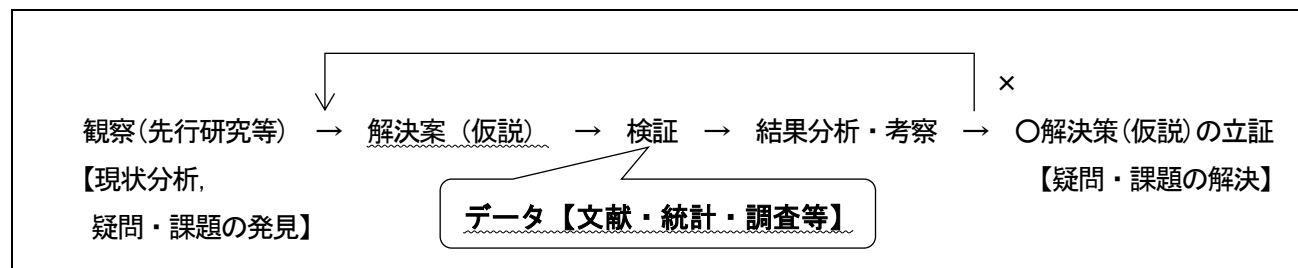 ×
観察(先行研究等) → 解決案(仮説) → 検証 → 結果分析・考察 → 〇解決策(仮説)の立証
【現状分析, 【疑問・課題の解決】
疑問・課題の発見】
データ【文献・統計・調査等】